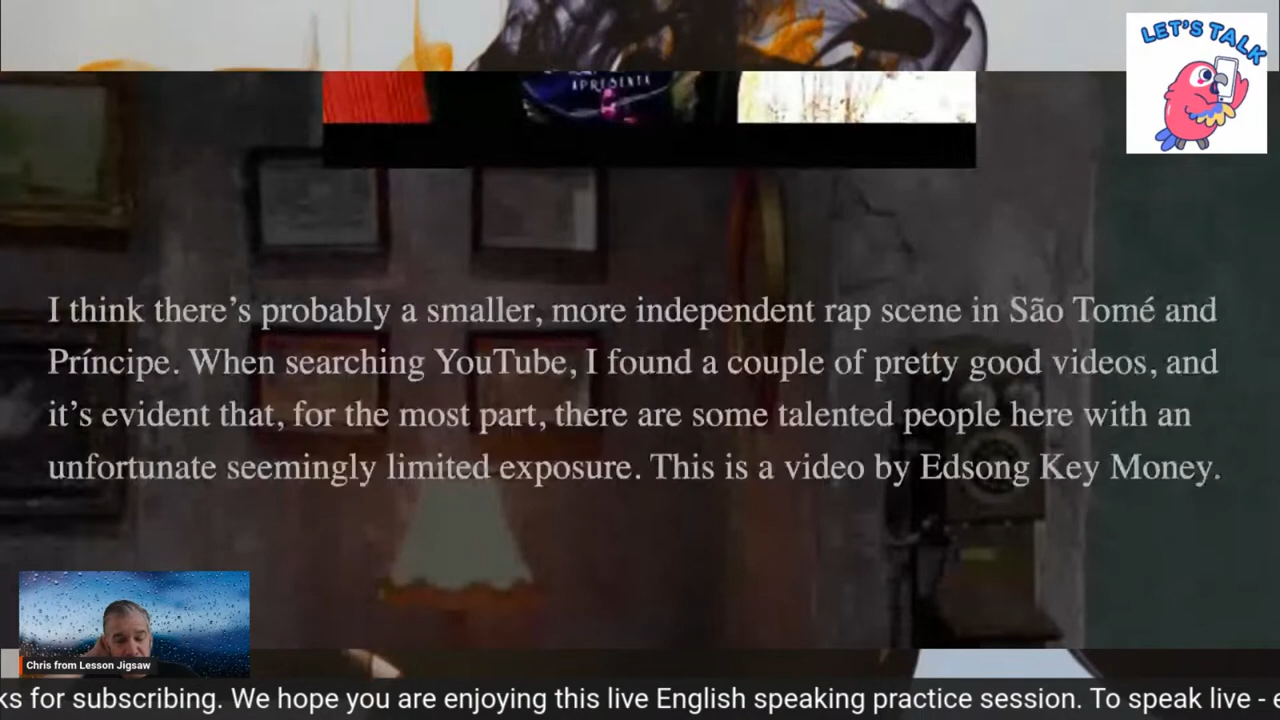 LET'S TALK
APRESENTA
I think there's probably a smaller, more independent rap scene in São Tomé and
Príncipe. When searching YouTube, I found a couple of pretty good videos, and
it's evident that, for the most part, there are some talented people here with an
unfortunate seemingly limited exposure. This is a video by Edsong Key Money.
Chris from Lesson Jigsaw
for subscribing. We hope you are enjoying this live English speaking practice session. To speak live -